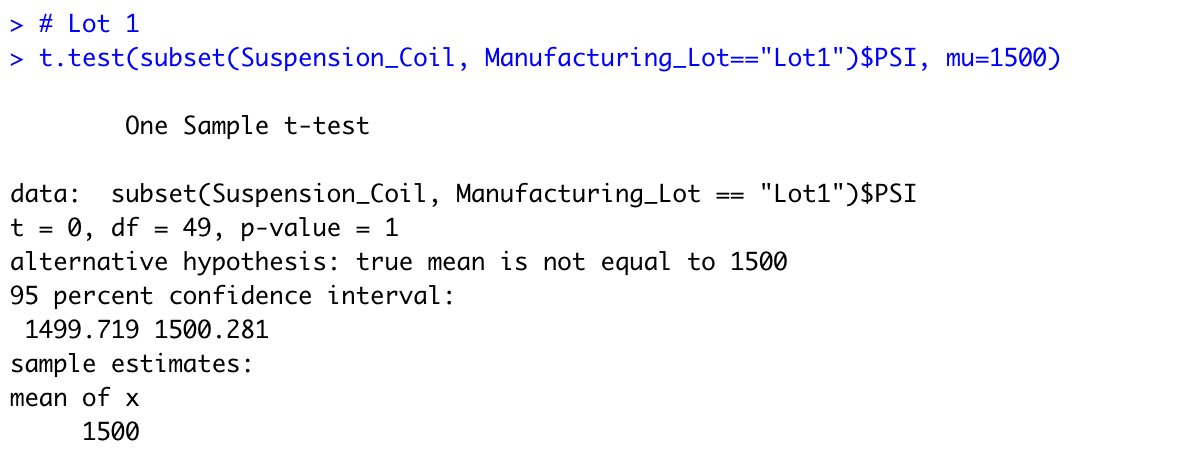 > # Lot 1
> t.test(subset(Suspension_Coil, Manufacturing_Lot=="Lot1")$PSI, mu=1500)
One Sample t-test
data:  subset(Suspension_Coil, Manufacturing_Lot == "Lot1")$PSI
t = 0, df = 49, p-value = 1
alternative hypothesis: true mean is not equal to 1500
95 percent confidence interval:
1499.719 1500.281
sample estimates:
mean of x
1500